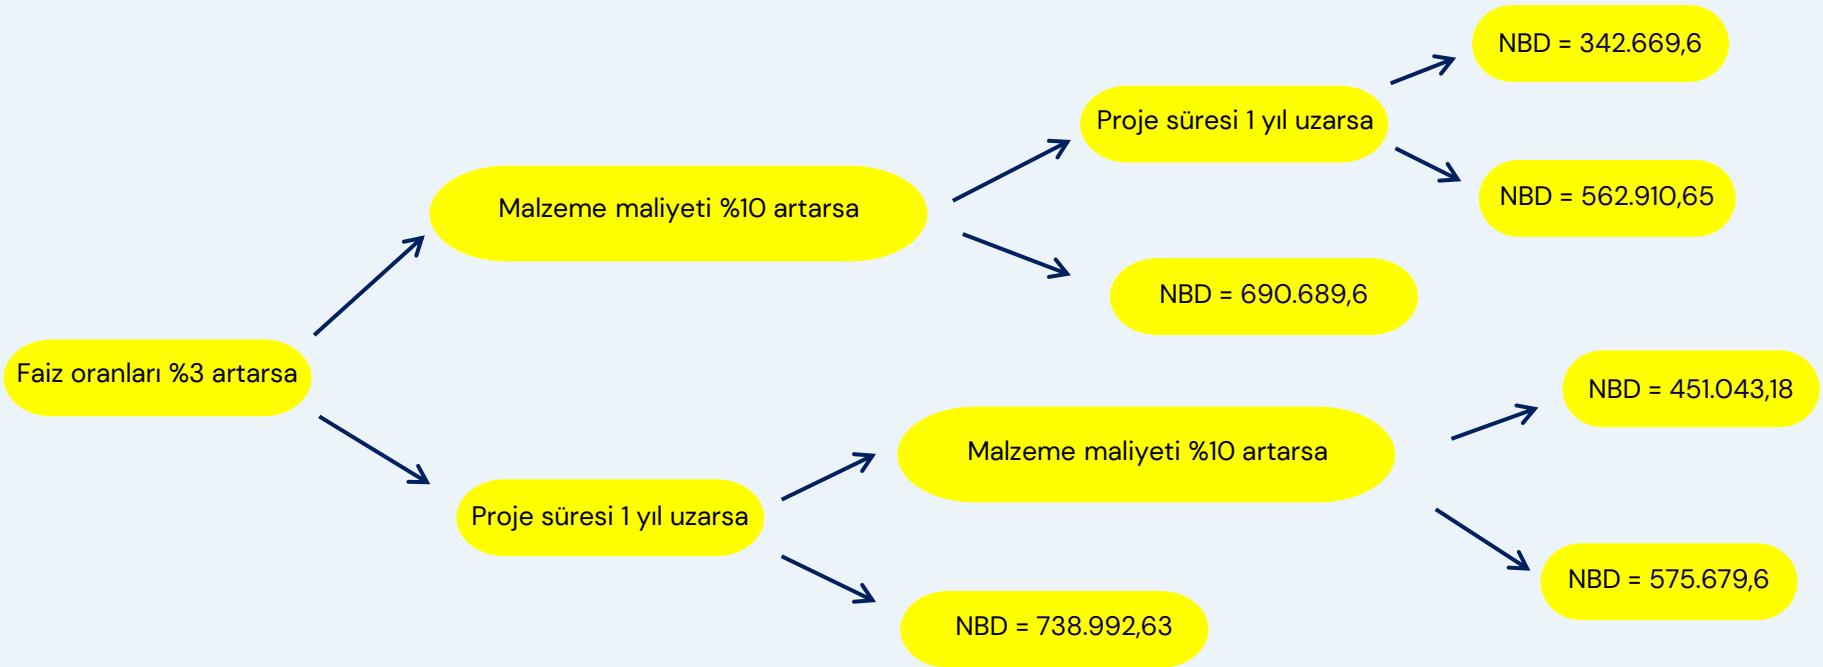 NBD = 342.669,6
Proje süresi 1 yıl uzarsa
NBD = 562.910,65
Malzeme maliyeti %10 artarsa
NBD = 690.689,6
Faiz oranları %3 artarsa
NBD = 451.043,18
Malzeme maliyeti %10 artarsa
Proje süresi 1 yıl uzarsa
NBD = 575.679,6
NBD = 738.992,63